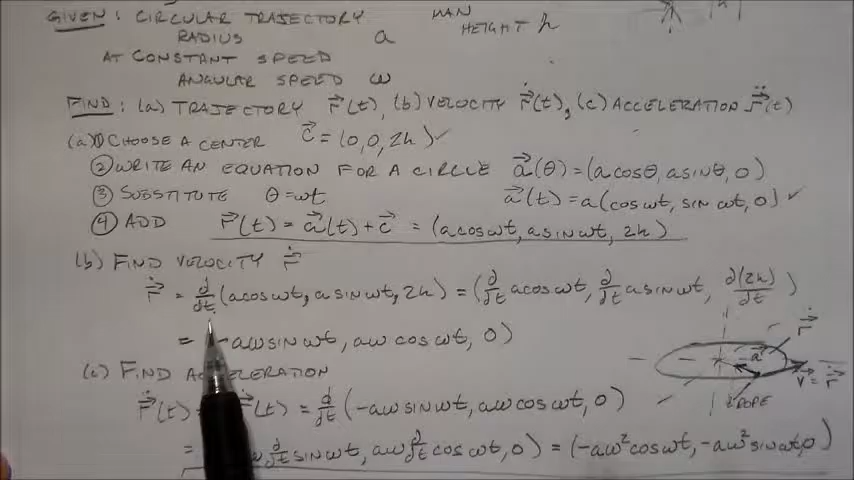 GIVEN: CIRCULAR TRAJECTORY MAN
RADIUS a HEIGHT h
AT CONSTANT SPEED
ANGULAR SPEED ω
FIND: (a) TRAJECTORY r⃗(t), (b) VELOCITY ṙ⃗(t), (c) ACCELERATION r̈⃗(t)
(a) ① CHOOSE A CENTER c⃗ = (0,0,2h) ✓
② WRITE AN EQUATION FOR A CIRCLE a⃗(θ) = (a cosθ, a sinθ, 0)
③ SUBSTITUTE θ = ωt a⃗(t) = a(cos ωt, sin ωt, 0) ✓
④ ADD r⃗(t) = a⃗(t) + c⃗ = (a cos ωt, a sin ωt, 2h)
(b) FIND VELOCITY ṙ⃗
ṙ⃗ = d/dt (a cos ωt, a sin ωt, 2h) = (d/dt a cos ωt, d/dt a sin ωt, d(2h)/dt)
= -aω sin ωt, aω cos ωt, 0)
(c) FIND ACCELERATION
r̈⃗(t) = (t) = d/dt (-aω sin ωt, aω cos ωt, 0)
= d/dt sin ωt, aω d/dt cos ωt, 0) = (-aω² cos ωt, -aω² sin ωt, 0)
r̈⃗
a⃗
v⃗ = ṙ⃗
ROPE